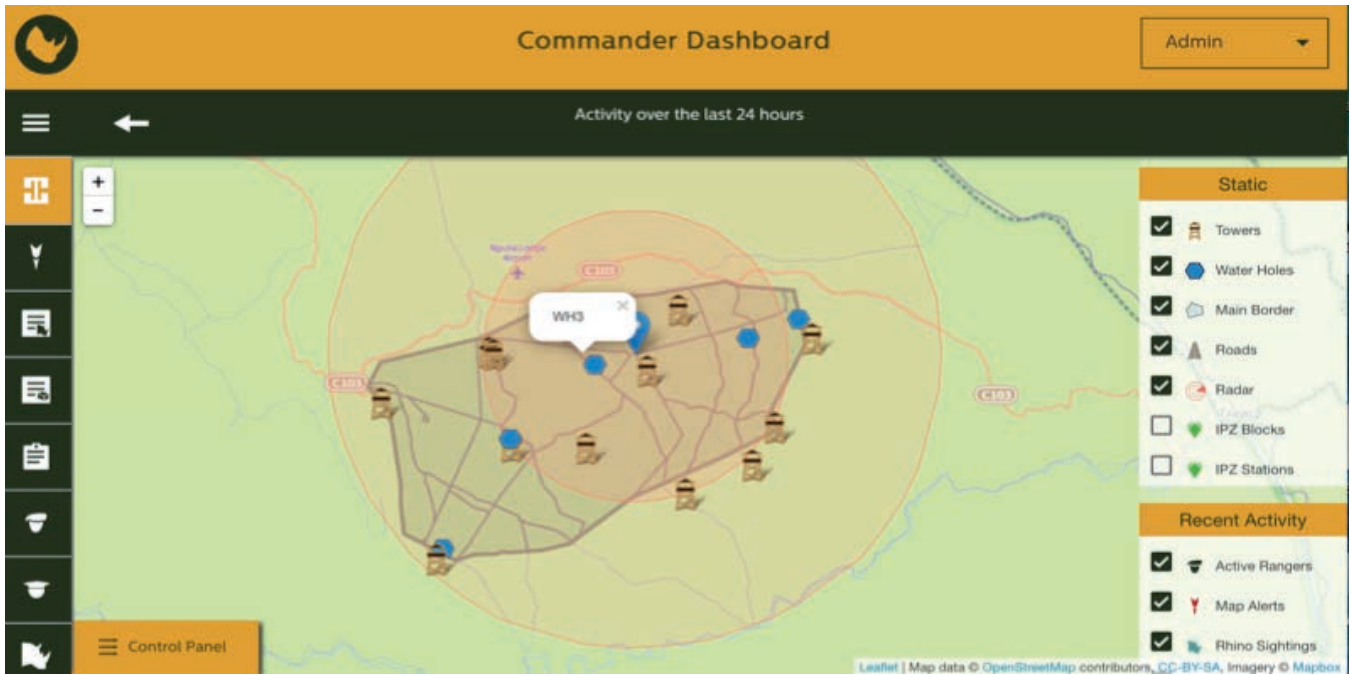 Commander Dashboard
Admin
Activity over the last 24 hours
+
−
C103
WH3
×
C103
C103
Static
Towers
Water Holes
Main Border
Roads
Radar
IPZ Blocks
IPZ Stations
Recent Activity
Active Rangers
Map Alerts
Rhino Sightings
Control Panel
Leaflet | Map data © OpenStreetMap contributors, CC-BY-SA, Imagery © Mapbox